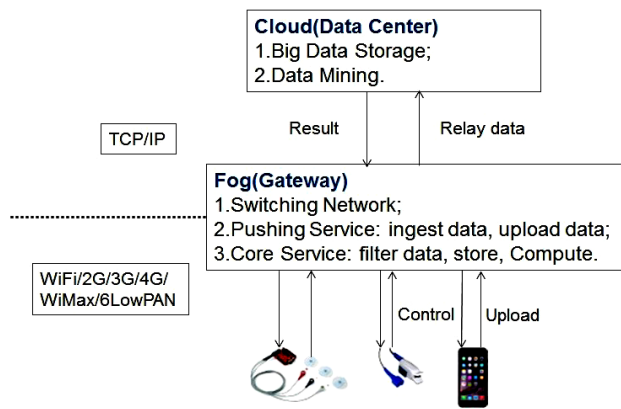 Cloud(Data Center)
1.Big Data Storage;
2.Data Mining.
Result
Relay data
TCP/IP
Fog(Gateway)
1.Switching Network;
2.Pushing Service: ingest data, upload data;
3.Core Service: filter data, store, Compute.
WiFi/2G/3G/4G/
WiMax/6LowPAN
Control
Upload